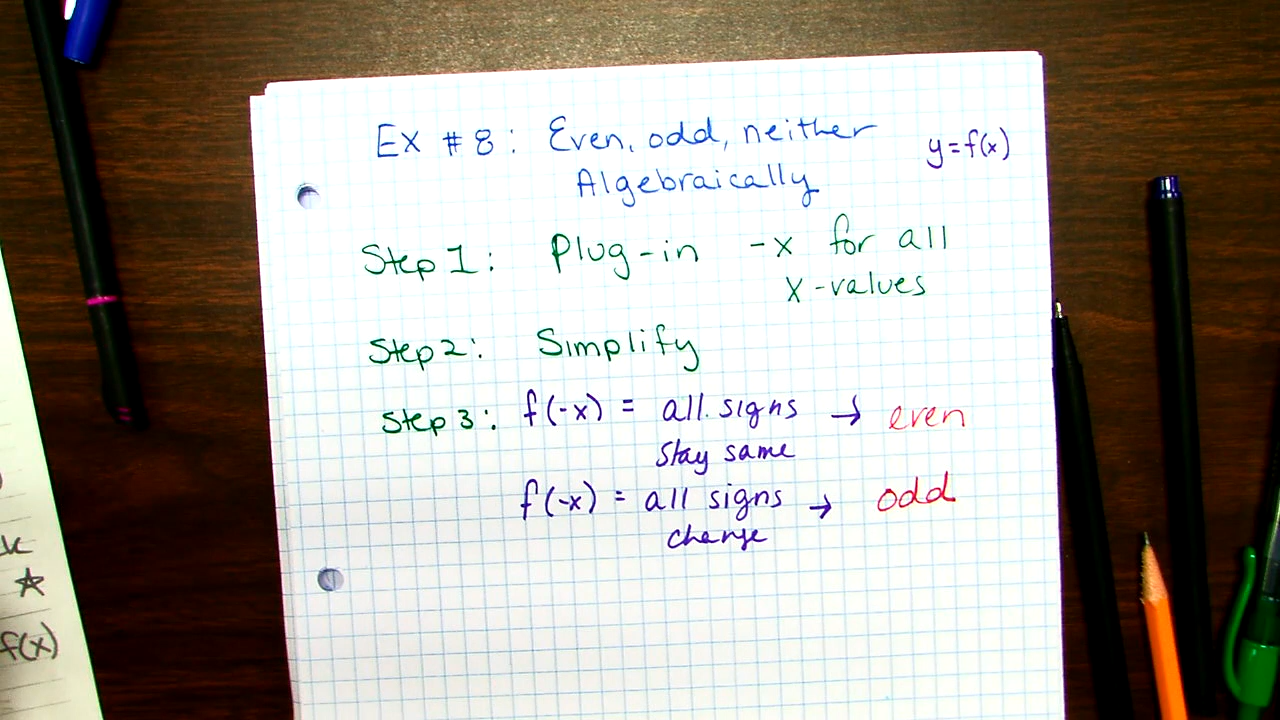 Ex # 8: Even, odd, neither
y=f(x)
Algebraically
Step 1: Plug-in -x for all
x-values
Step 2: Simplify
Step 3: f(-x) = all signs → even
stay same
f(-x) = all signs → odd
change
f(x)